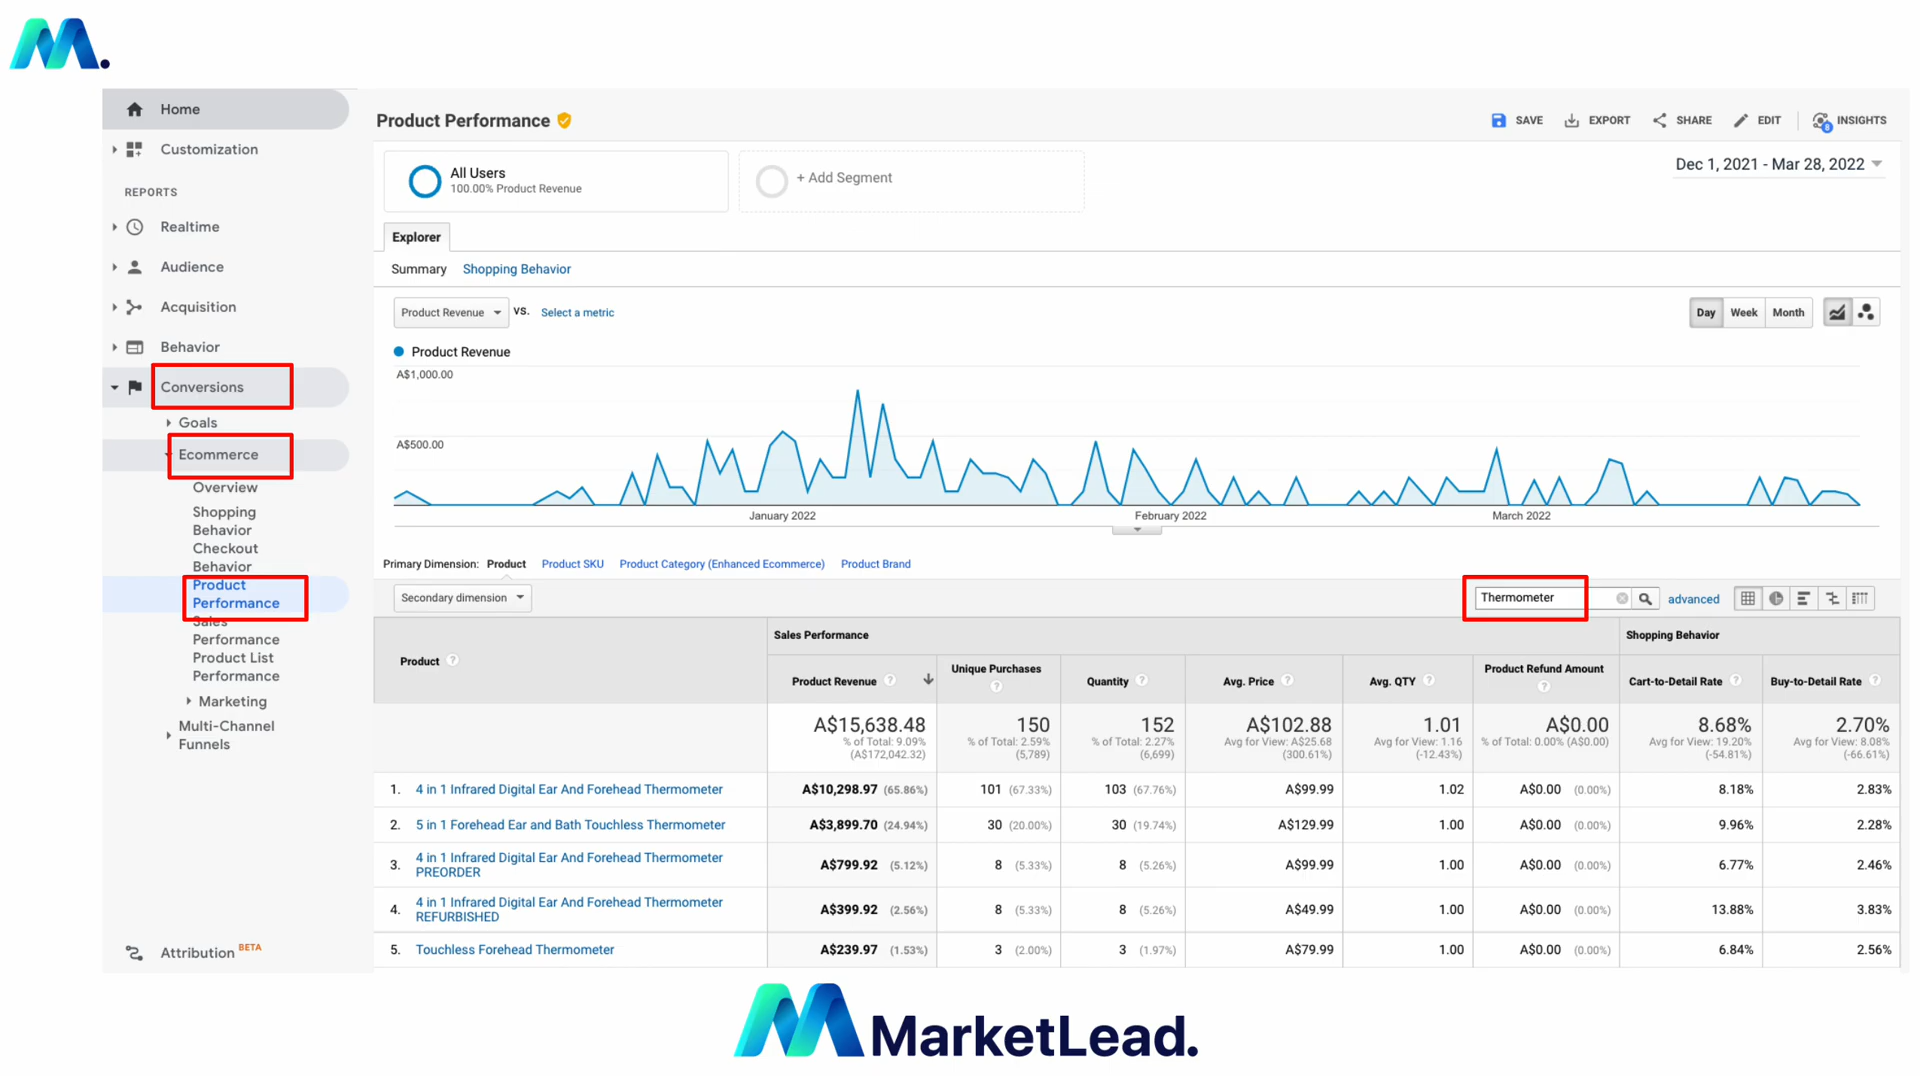 M.
Home
Customization
REPORTS
Realtime
Audience
Acquisition
Behavior
Conversions
Goals
Ecommerce
Overview
Shopping
Behavior
Checkout
Behavior
Product
Performance
Sales
Performance
Product List
Performance
Marketing
Multi-Channel
Funnels
Attribution BETA
Product Performance
SAVE EXPORT SHARE EDIT 8 INSIGHTS
All Users
100.00% Product Revenue
+ Add Segment
Dec 1, 2021 - Mar 28, 2022
Explorer
Summary Shopping Behavior
Product Revenue VS. Select a metric
Day Week Month
Product Revenue
A$1,000.00
A$500.00
January 2022 February 2022 March 2022
Primary Dimension: Product Product SKU Product Category (Enhanced Ecommerce) Product Brand
Secondary dimension
Thermometer advanced
Product ? Sales Performance Shopping Behavior
Product Revenue ? Unique Purchases ? Quantity ? Avg. Price ? Avg. QTY ? Product Refund Amount ? Cart-to-Detail Rate ? Buy-to-Detail Rate ?
A$15,638.48 150 152 A$102.88 1.01 A$0.00 8.68% 2.70%
% of Total: 9.09% % of Total: 2.59% % of Total: 2.27% Avg for View: A$25.68 Avg for View: 1.16 % of Total: 0.00% (A$0.00) Avg for View: 19.20% Avg for View: 8.08%
(A$172,042.32) (5,789) (6,699) (300.61%) (-12.43%) (-54.81%) (-66.61%)
1. 4 in 1 Infrared Digital Ear And Forehead Thermometer A$10,298.97 (65.86%) 101 (67.33%) 103 (67.76%) A$99.99 1.02 A$0.00 (0.00%) 8.18% 2.83%
2. 5 in 1 Forehead Ear and Bath Touchless Thermometer A$3,899.70 (24.94%) 30 (20.00%) 30 (19.74%) A$129.99 1.00 A$0.00 (0.00%) 9.96% 2.28%
3. 4 in 1 Infrared Digital Ear And Forehead Thermometer
PREORDER A$799.92 (5.12%) 8 (5.33%) 8 (5.26%) A$99.99 1.00 A$0.00 (0.00%) 6.77% 2.46%
4. 4 in 1 Infrared Digital Ear And Forehead Thermometer
REFURBISHED A$399.92 (2.56%) 8 (5.33%) 8 (5.26%) A$49.99 1.00 A$0.00 (0.00%) 13.88% 3.83%
5. Touchless Forehead Thermometer A$239.97 (1.53%) 3 (2.00%) 3 (1.97%) A$79.99 1.00 A$0.00 (0.00%) 6.84% 2.56%
MarketLead.